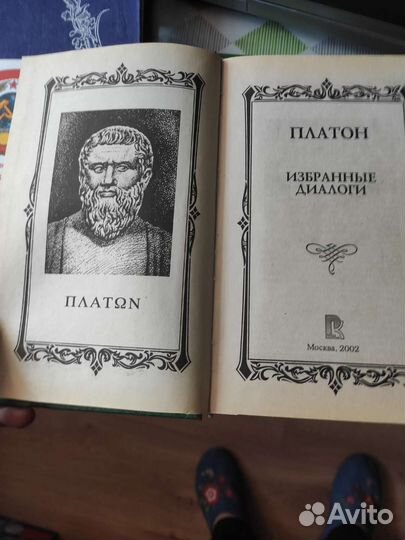 ΠΛΑΤΩΝ
ПЛАТОН
ИЗБРАННЫЕ
ДИАЛОГИ
Москва, 2002
Avito